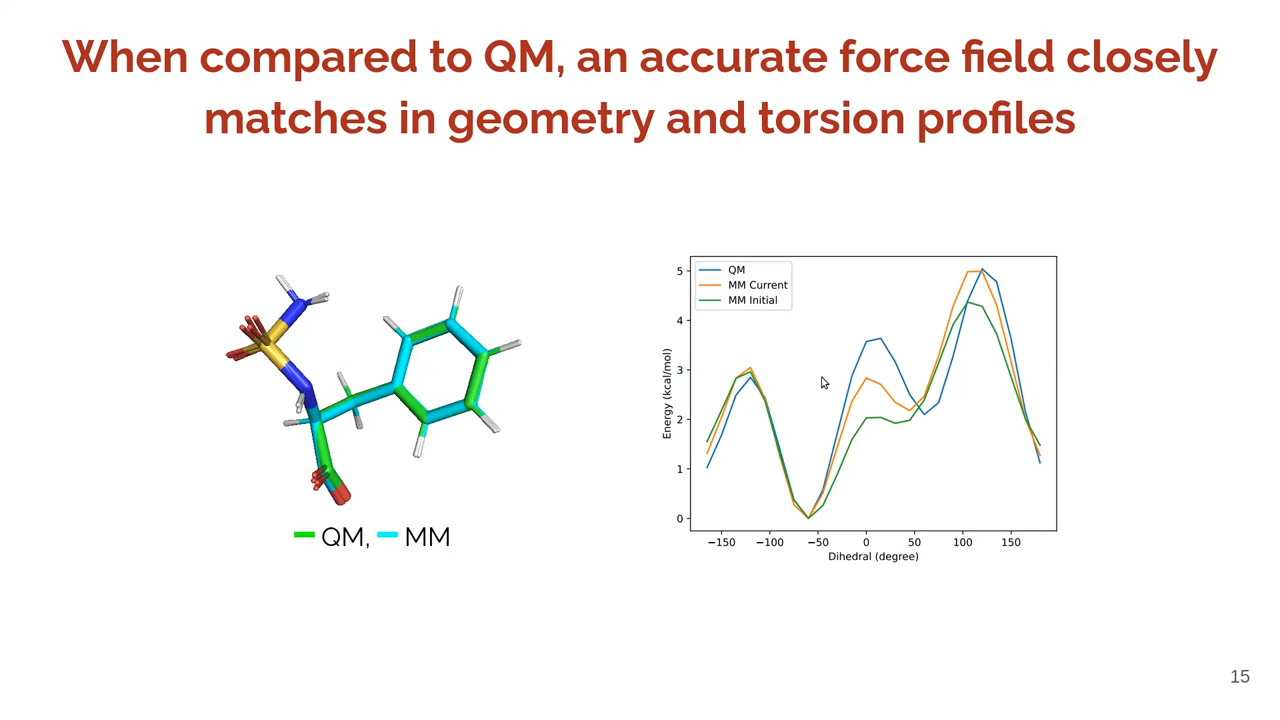 When compared to QM, an accurate force field closely
matches in geometry and torsion profiles
QM, MM
QM
MM Current
MM Initial
Energy (kcal/mol)
5
4
3
2
1
0
−150 −100 −50 0 50 100 150
Dihedral (degree)
15